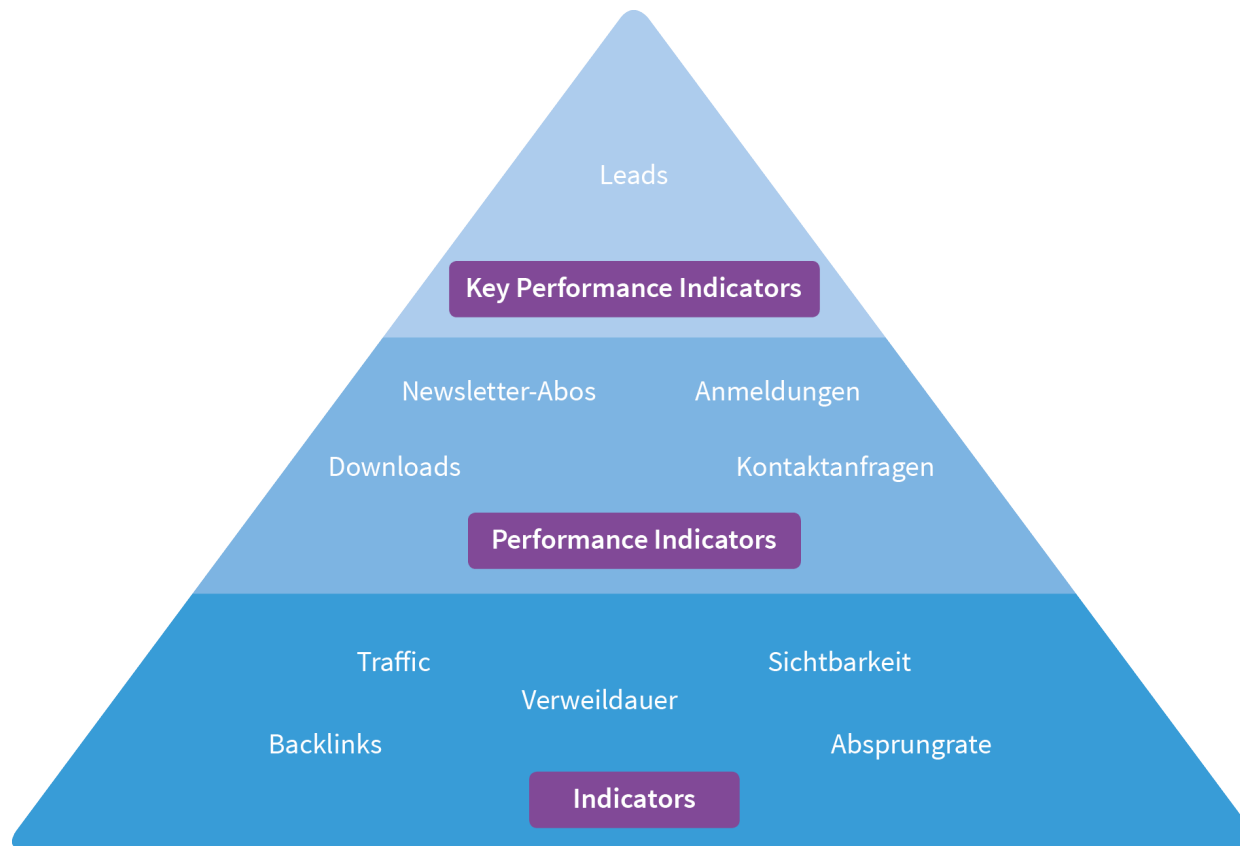 Leads
Key Performance Indicators
Newsletter-Abos
Anmeldungen
Downloads
Kontaktanfragen
Performance Indicators
Traffic
Sichtbarkeit
Verweildauer
Backlinks
Absprungrate
Indicators